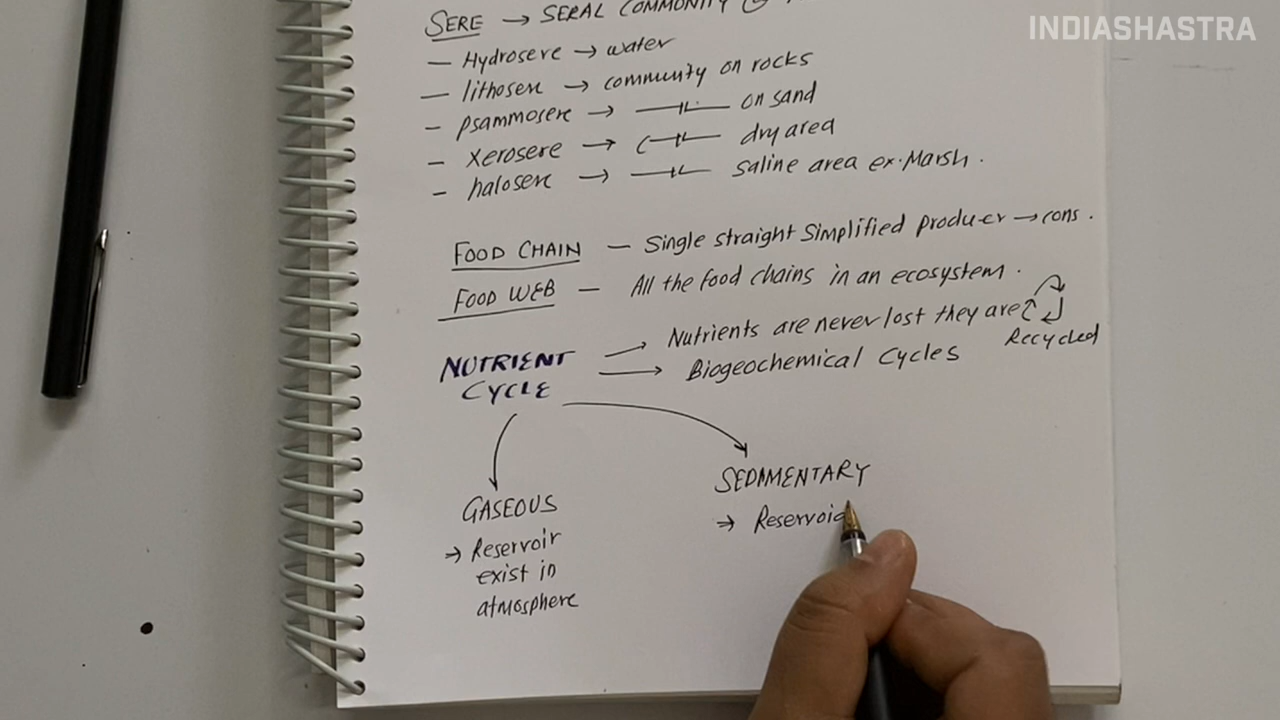 INDIASHASTRA
SERE → SERAL COMMUNITY
— Hydrosere → water
— lithosere → community on rocks
— psammosere → —〃— on sand
— Xerosere → —〃— dry area
— halosere → —〃— saline area ex. Marsh.
FOOD CHAIN — Single straight Simplified producer → cons.
FOOD WEB — All the food chains in an ecosystem.
NUTRIENT CYCLE → Nutrients are never lost they are Recycled
→ Biogeochemical Cycles
GASEOUS
→ Reservoir
exist in
atmosphere
SEDIMENTARY
→ Reservoir